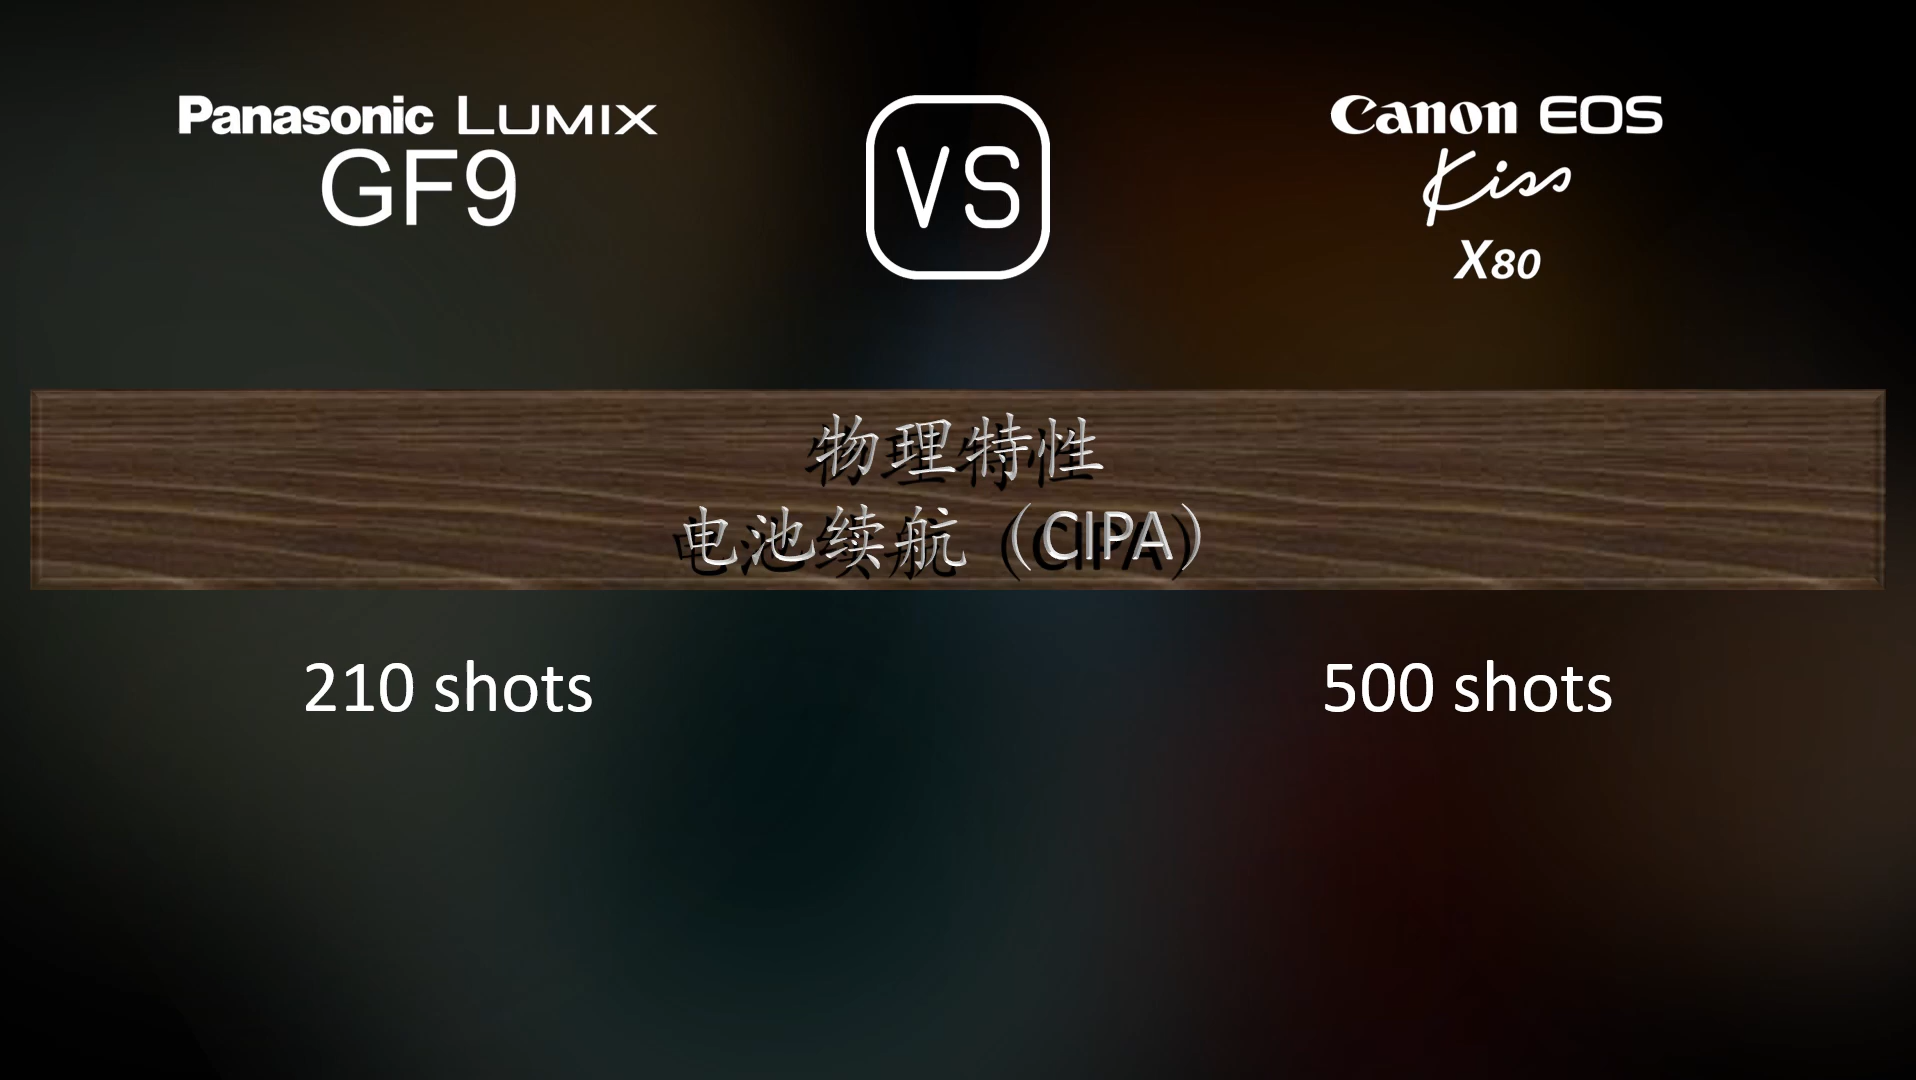 Panasonic LUMIX
GF9
VS
Canon EOS
Kiss
X80
物理特性
电池续航（CIPA）
210 shots
500 shots